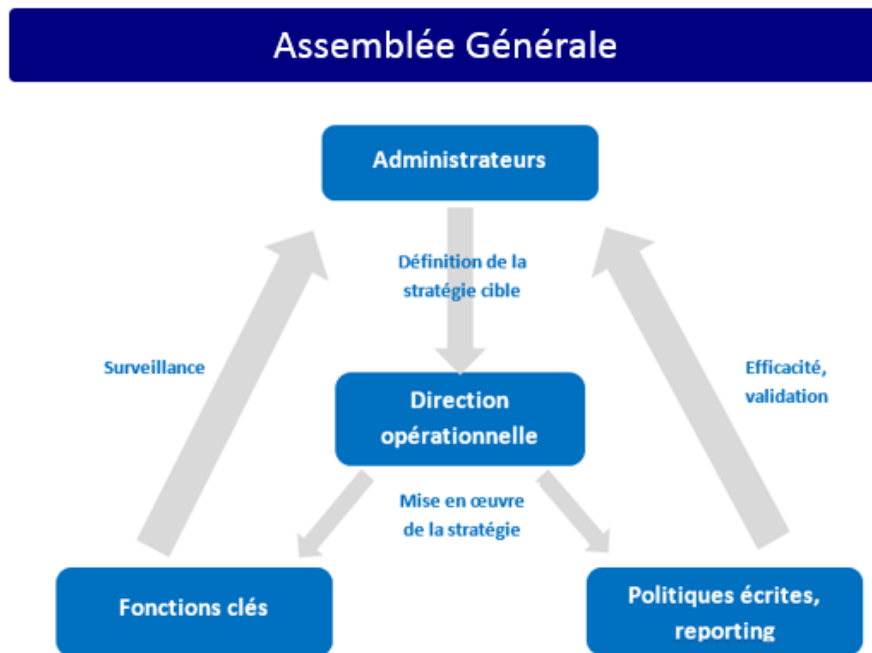 Assemblée Générale
Administrateurs
Définition de la
stratégie cible
Surveillance
Efficacité,
validation
Direction
opérationnelle
Mise en œuvre
de la stratégie
Fonctions clés
Politiques écrites,
reporting